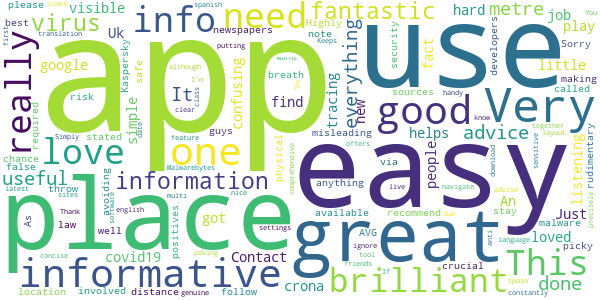 app
use
easy
place
great
Very
good
informative
brilliant
This
one
love
info
need
fantastic
virus
really
information
advice
useful
everything
metre
visible
please
best
Uk
newspapers
putting
hard
job
fact
play
Sorry
little
making
called
google
Kaspersky
safe
although
breath
risk
It
find
new
tracing
confusing
security
developers
sources
misleading
simple
required
Simply
stated
guys
clear
helps
via
people
anything
listening
rudimentary
chance
false
latest
sites
throw
avoiding
feature
Malwarebytes
physical
comprehensive
offers
live
navigate
download
sensitive
An
stay
together
layout
know
handy
As
Thank
law
well
positives
got
multi
nice
available
recommend
Just
loved
malware
picky
precisely
covid19
english
software
concise
location
involved
distance
genuine
follow
Contact
settings
poking
crona
AVG
ignore
tool
friends
If
crucial
due
anti
language
spain
constantly
done
advise
Highly
note
Keeps
translation
spanish
first
lines
I'm
class
You